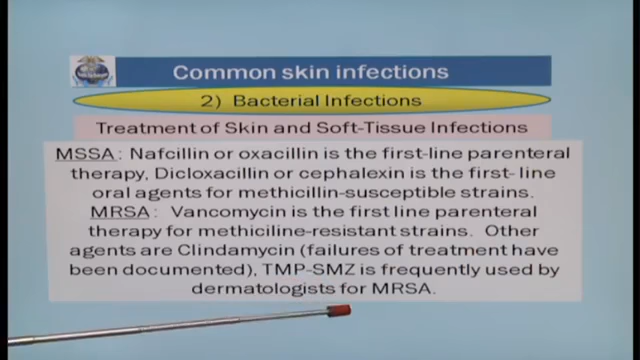 Common skin infections
2) Bacterial Infections
Treatment of Skin and Soft-Tissue Infections
MSSA: Nafcillin or oxacillin is the first-line parenteral
therapy, Dicloxacillin or cephalexin is the first- line
oral agents for methicillin-susceptible strains.
MRSA: Vancomycin is the first line parenteral
therapy for methiciline-resistant strains. Other
agents are Clindamycin (failures of treatment have
been documented), TMP-SMZ is frequently used by
dermatologists for MRSA.